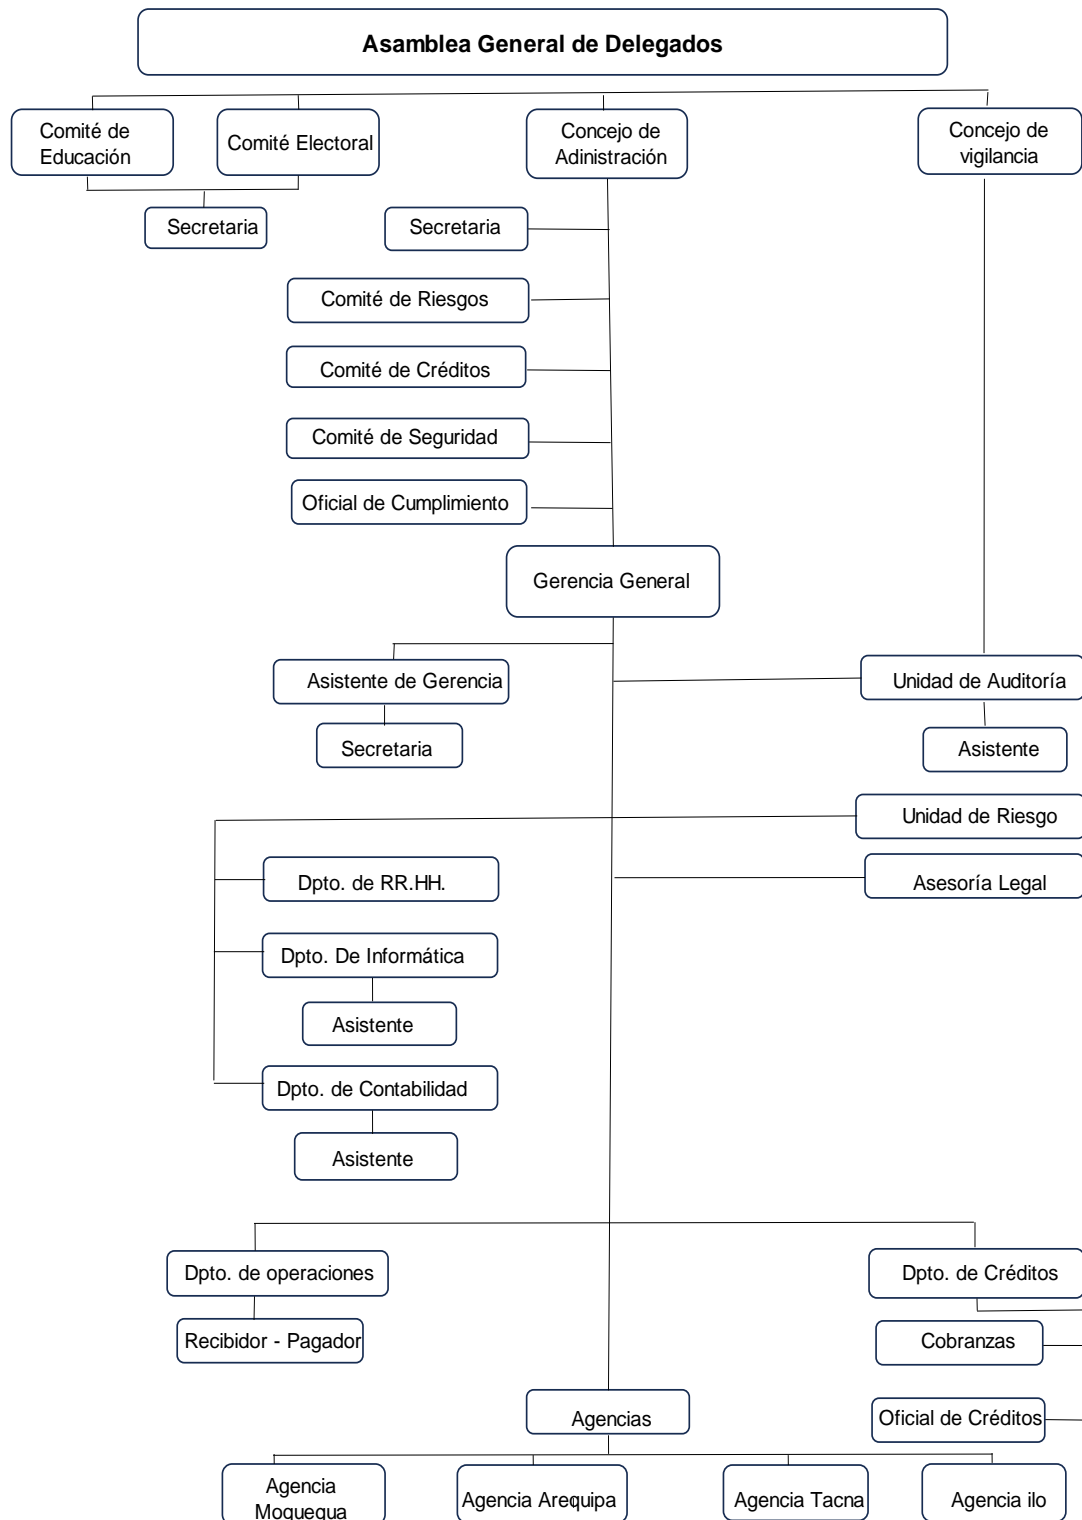 Asamblea General de Delegados
Comité de
Educación
Comité Electoral
Concejo de
Adinistración
Concejo de
vigilancia
Secretaria
Secretaria
Comité de Riesgos
Comité de Créditos
Comité de Seguridad
Oficial de Cumplimiento
Gerencia General
Asistente de Gerencia
Unidad de Auditoría
Secretaria
Asistente
Unidad de Riesgo
Dpto. de RR.HH.
Asesoría Legal
Dpto. De Informática
Asistente
Dpto. de Contabilidad
Asistente
Dpto. de operaciones
Dpto. de Créditos
Recibidor - Pagador
Cobranzas
Agencias
Oficial de Créditos
Agencia
Moquegua
Agencia Arequipa
Agencia Tacna
Agencia ilo